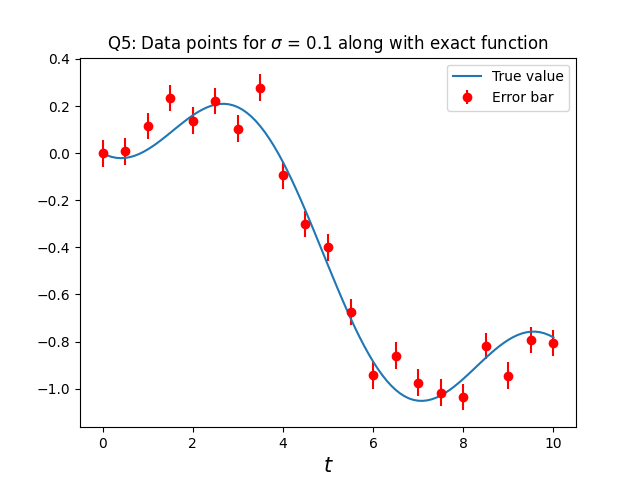 Q5: Data points for σ = 0.1 along with exact function
True value
Error bar
0.4
0.2
0.0
−0.2
−0.4
−0.6
−0.8
−1.0
0 2 4 6 8 10
t